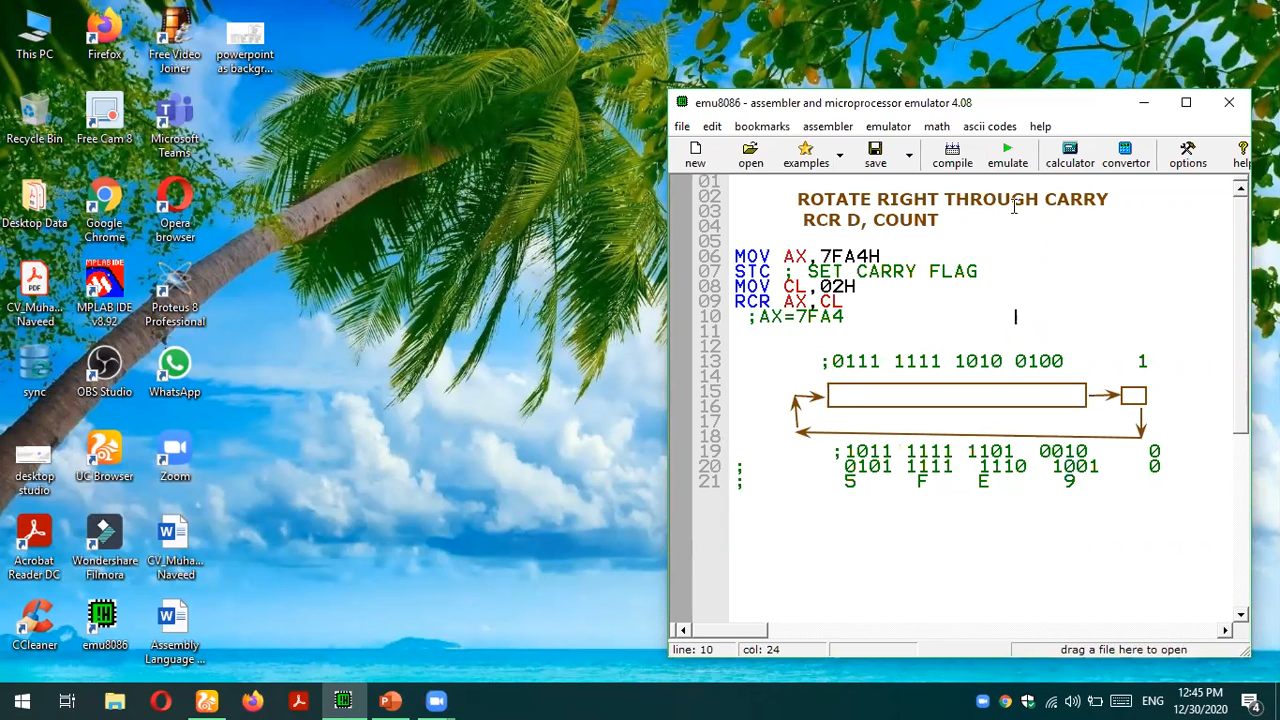 This PC
Firefox
Free Video
Joiner
powerpoint
as backgr...
Recycle Bin
Free Cam 8
Microsoft
Teams
Desktop Data
Google
Chrome
Opera
browser
CV_Muha...
Naveed
MPLAB IDE
v8.92
Proteus 8
Professional
sync
OBS Studio
WhatsApp
desktop
studio
UC Browser
Zoom
Acrobat
Reader DC
Wondershare
Filmora
CV_Muha...
Naveed
CCleaner
emu8086
Assembly
Language ...
emu8086 - assembler and microprocessor emulator 4.08
file edit bookmarks assembler emulator math ascii codes help
new open examples save compile emulate calculator convertor options help
01
02 ROTATE RIGHT THROUGH CARRY
03 RCR D, COUNT
04
05
06 MOV AX,7FA4H
07 STC ; SET CARRY FLAG
08 MOV CL,02H
09 RCR AX,CL
10 ;AX=7FA4
11
12
13 ;0111 1111 1010 0100 1
14
15
16
17
18
19 ;1011 1111 1101 0010 0
20 ; 0101 1111 1110 1001 0
21 ; 5 F E 9
line: 10 col: 24 drag a file here to open
ENG
12:45 PM
12/30/2020
4